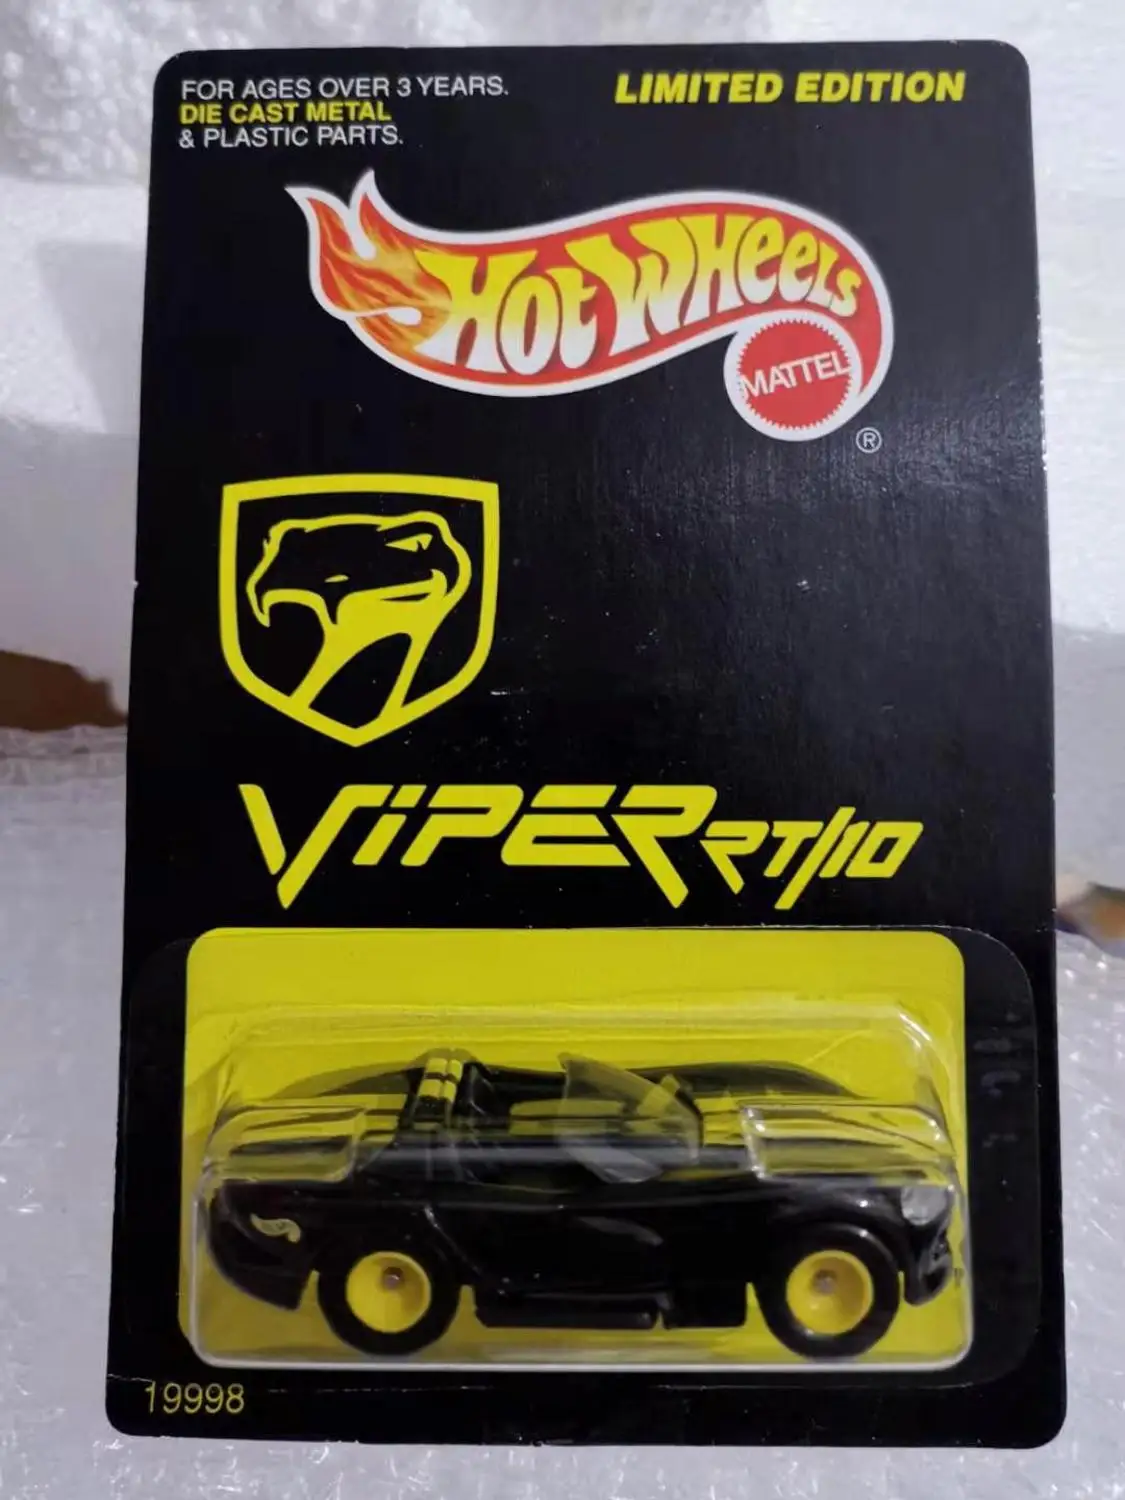 FOR AGES OVER 3 YEARS.
DIE CAST METAL
& PLASTIC PARTS.
LIMITED EDITION
HOT WHEELS
MATTEL
®
VIPER RT/10
19998